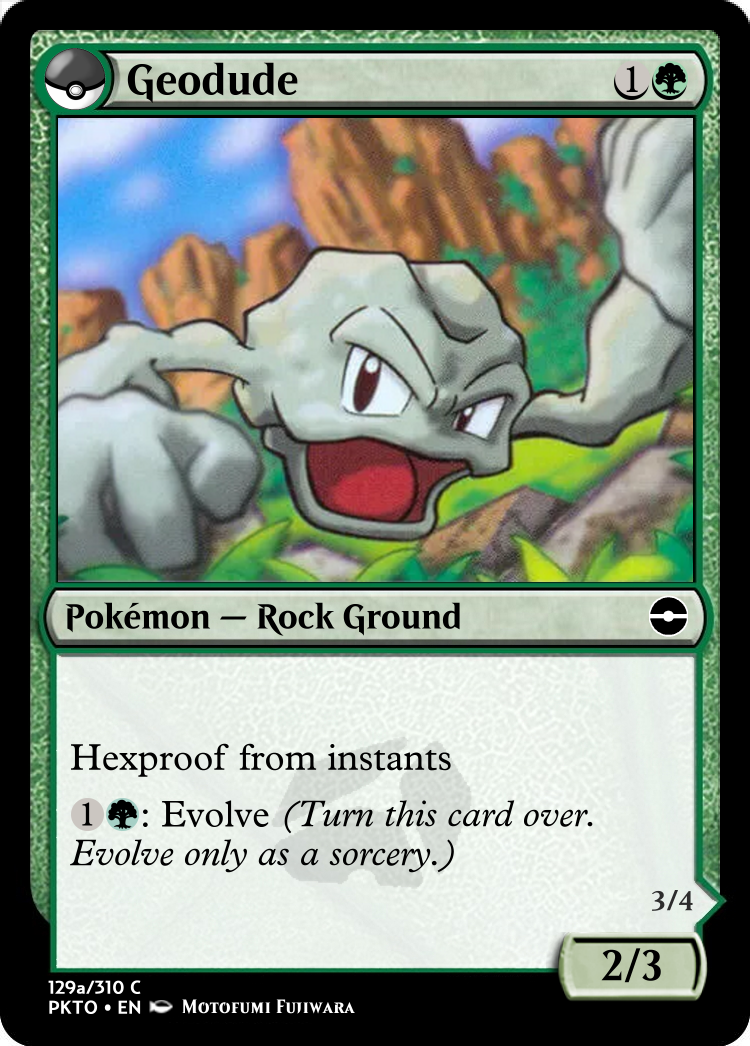 Geodude 1
Pokémon — Rock Ground
Hexproof from instants
1 : Evolve (Turn this card over.
Evolve only as a sorcery.)
3/4
2/3
129a/310 C
PKTO • EN Motofumi Fujiwara